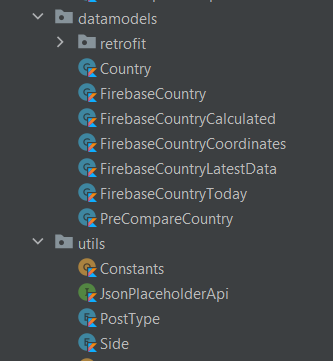 datamodels
retrofit
Country
FirebaseCountry
FirebaseCountryCalculated
FirebaseCountryCoordinates
FirebaseCountryLatestData
FirebaseCountryToday
PreCompareCountry
utils
Constants
JsonPlaceholderApi
PostType
Side